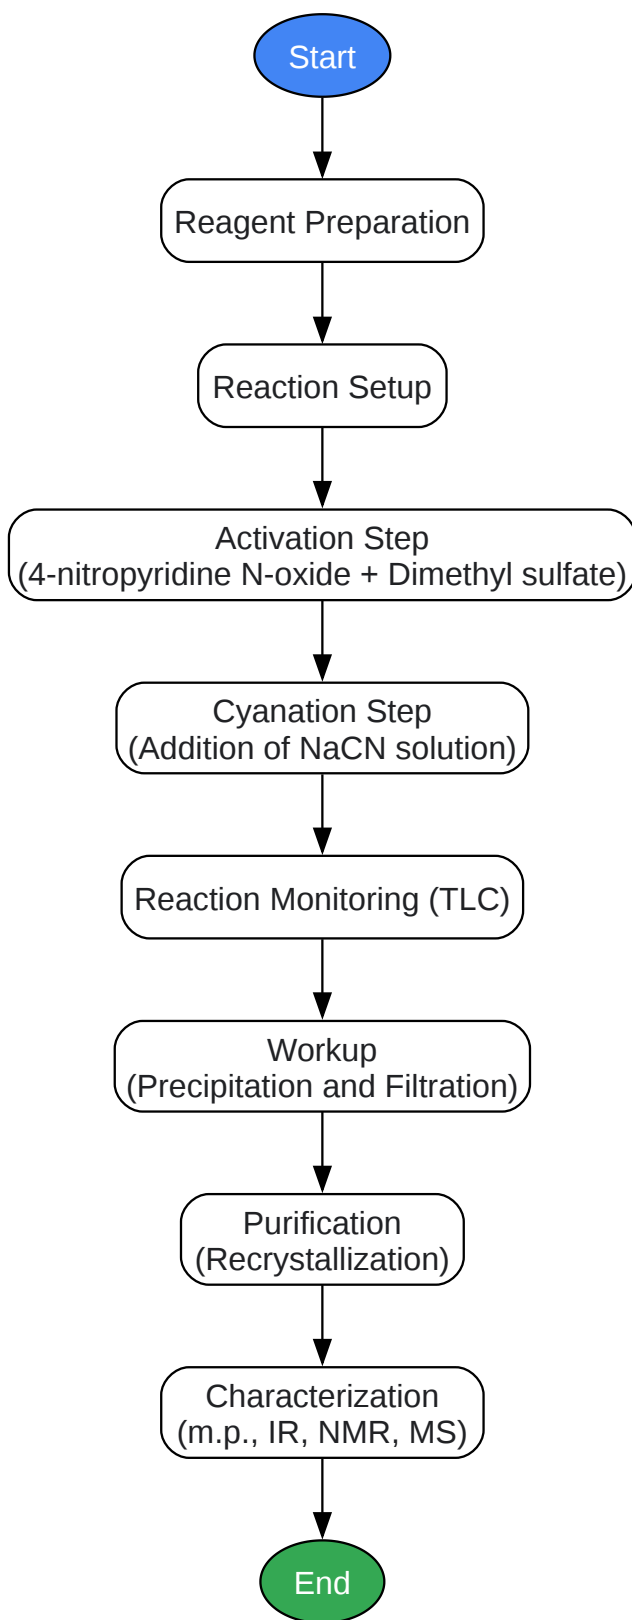 Start
Reagent Preparation
Reaction Setup
Activation Step
(4-nitropyridine N-oxide + Dimethyl sulfate)
Cyanation Step
(Addition of NaCN solution)
Reaction Monitoring (TLC)
Workup
(Precipitation and Filtration)
Purification
(Recrystallization)
Characterization
(m.p., IR, NMR, MS)
End